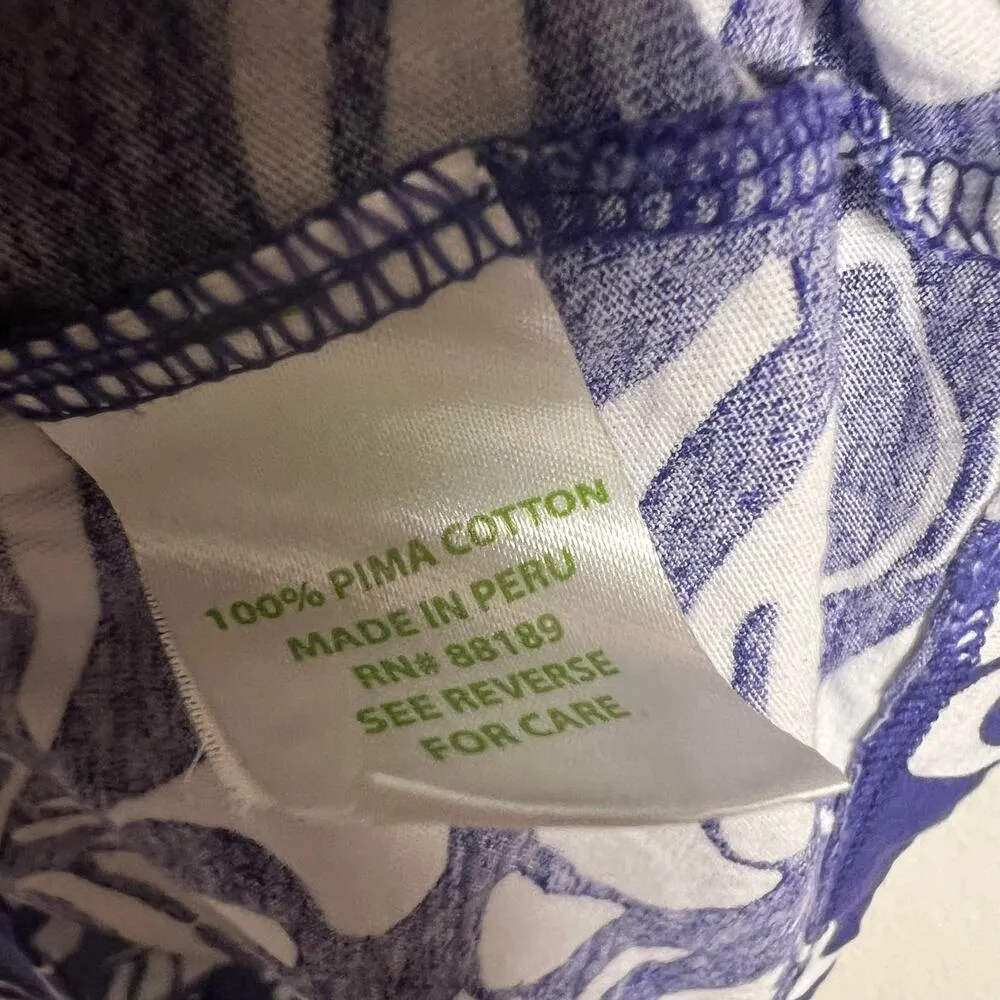 100% PIMA COTTON
MADE IN PERU
RN# 88189
SEE REVERSE
FOR CARE